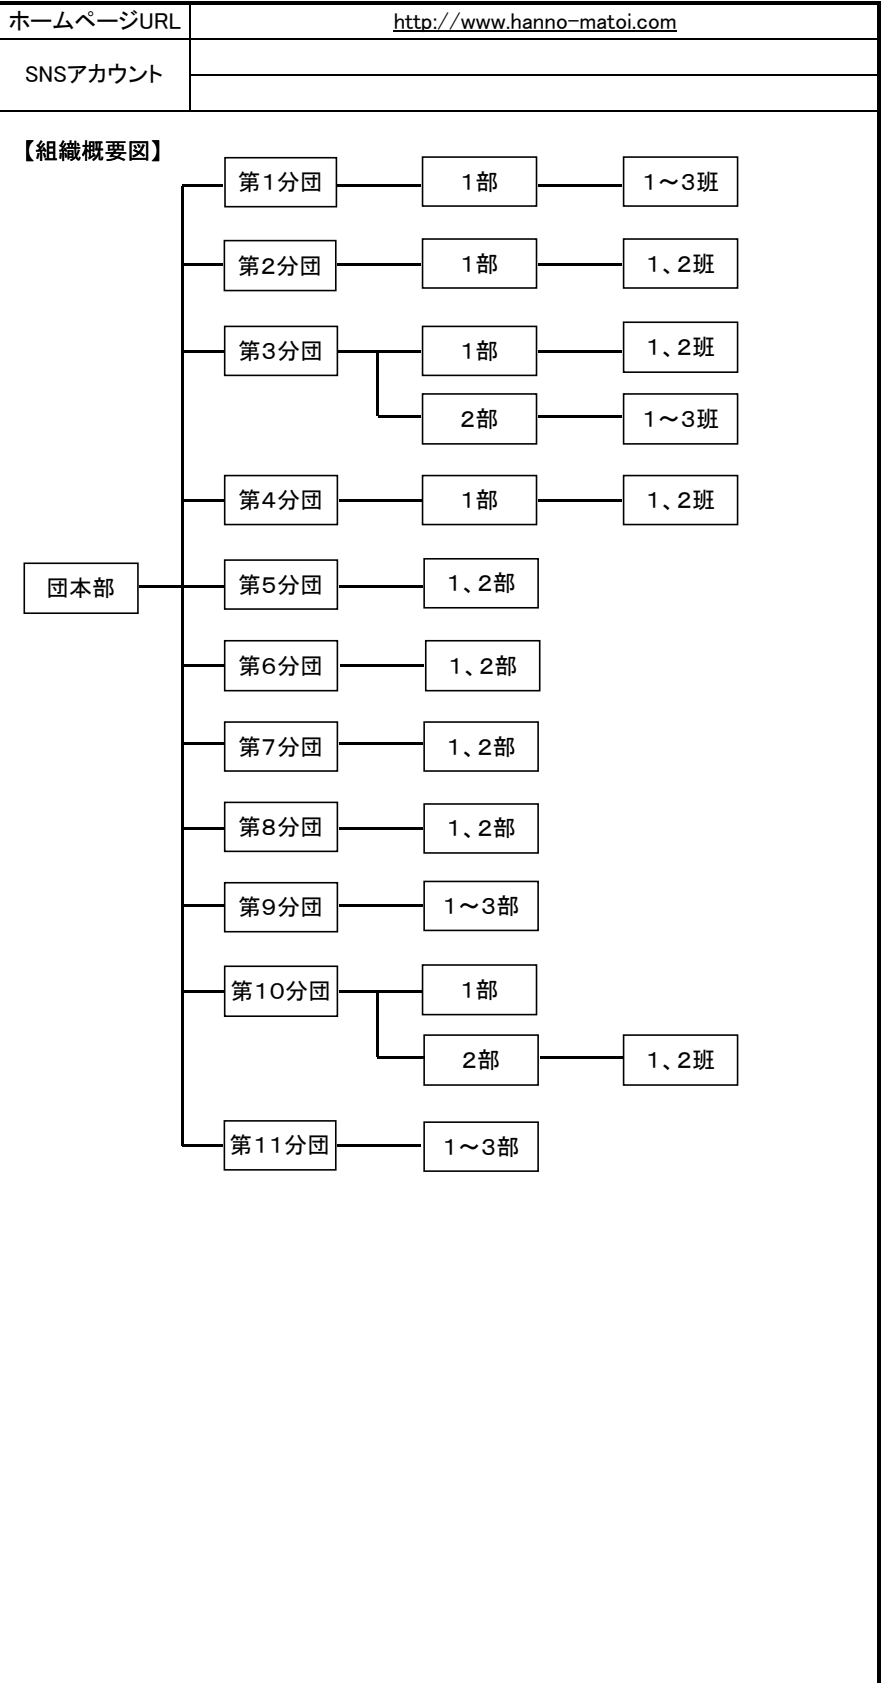 ホームページURL http://www.hanno-matoi.com
SNSアカウント
【組織概要図】
第1分団 1部 1～3班
第2分団 1部 1、2班
第3分団 1部 1、2班
2部 1～3班
第4分団 1部 1、2班
団本部 第5分団 1、2部
第6分団 1、2部
第7分団 1、2部
第8分団 1、2部
第9分団 1～3部
第10分団 1部
2部 1、2班
第11分団 1～3部